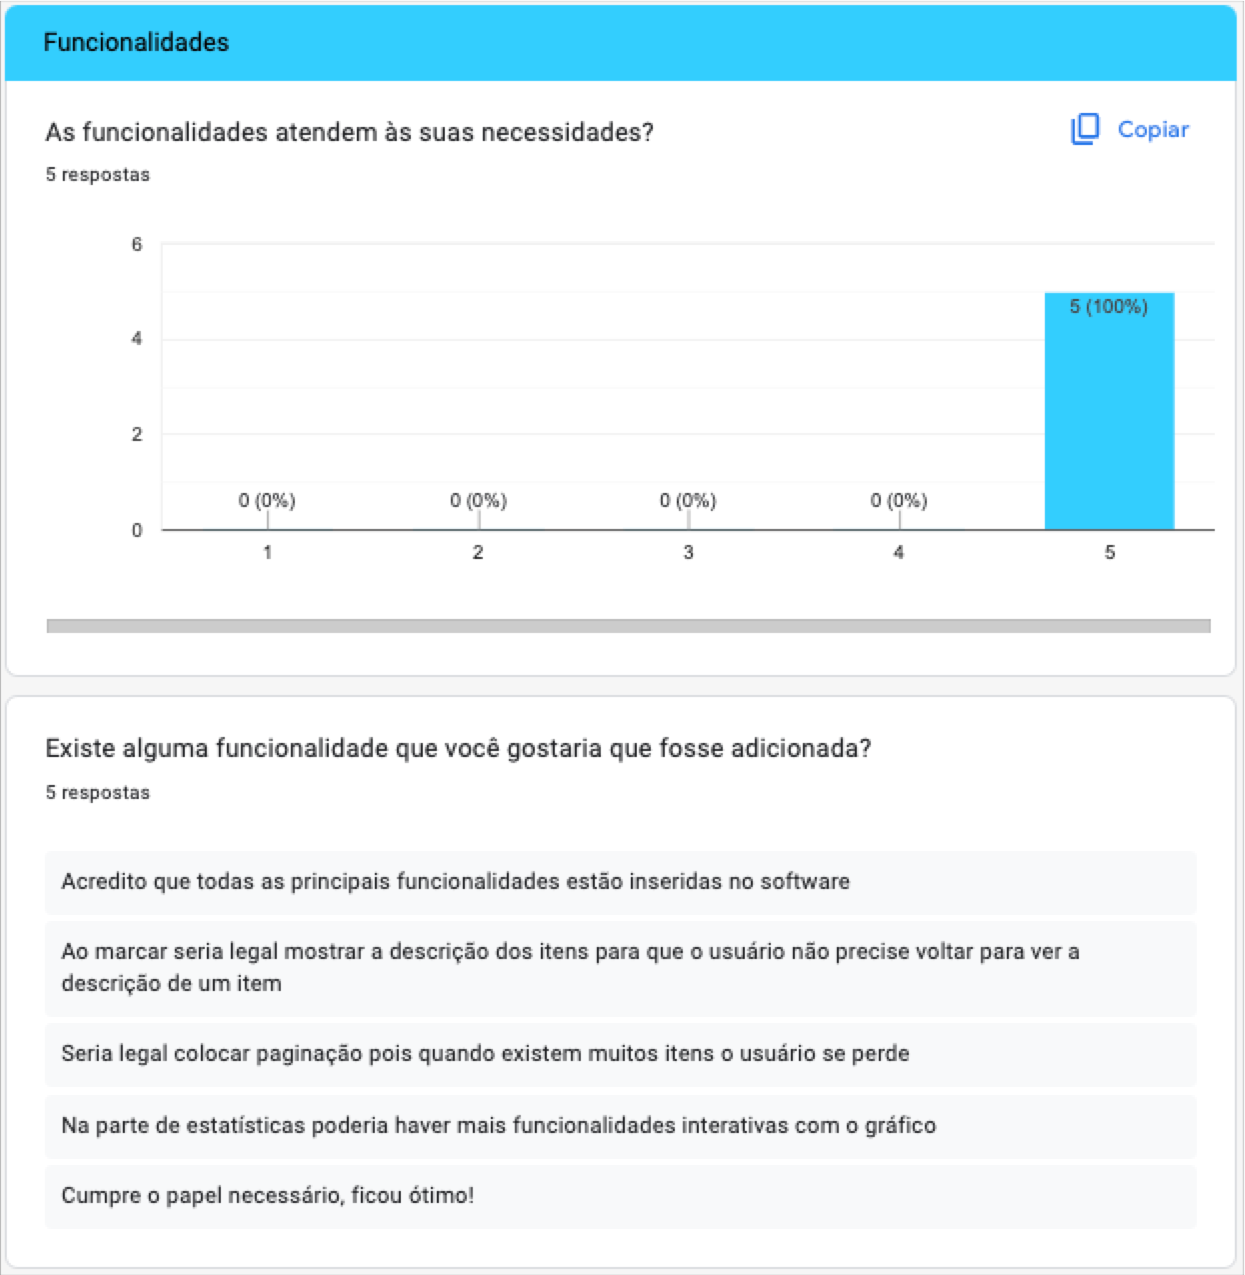 Funcionalidades
As funcionalidades atendem às suas necessidades?
Copiar
5 respostas
6
4
2
0
0 (0%)
0 (0%)
0 (0%)
0 (0%)
5 (100%)
1
2
3
4
5
Existe alguma funcionalidade que você gostaria que fosse adicionada?
5 respostas
Acredito que todas as principais funcionalidades estão inseridas no software
Ao marcar seria legal mostrar a descrição dos itens para que o usuário não precise voltar para ver a
descrição de um item
Seria legal colocar paginação pois quando existem muitos itens o usuário se perde
Na parte de estatísticas poderia haver mais funcionalidades interativas com o gráfico
Cumpre o papel necessário, ficou ótimo!